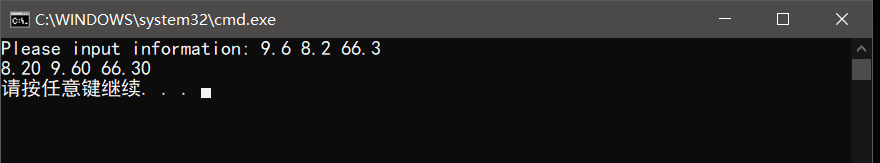 C:\WINDOWS\system32\cmd.exe
Please input information: 9.6 8.2 66.3
8.20 9.60 66.30
请按任意键继续. . .